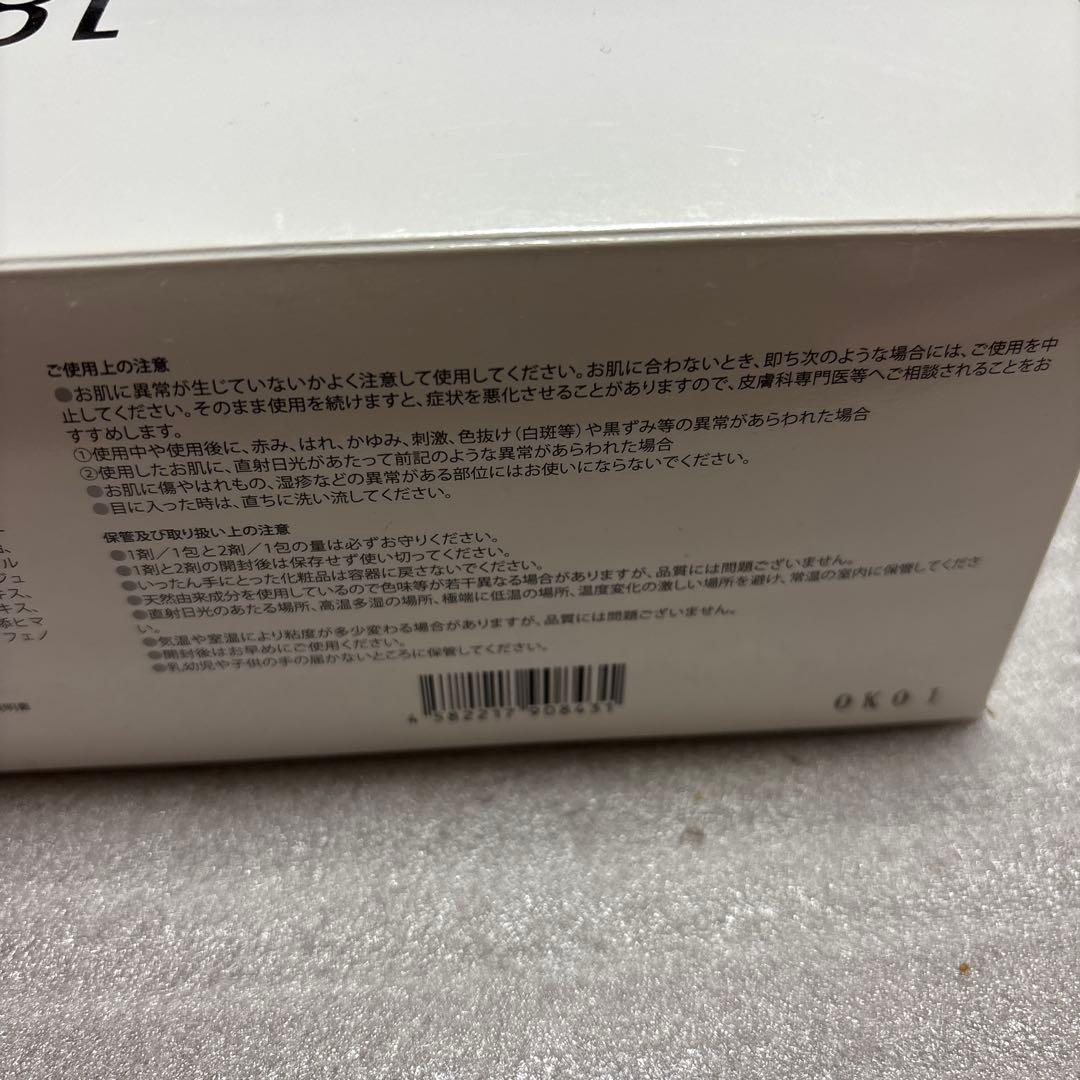 ご使用上の注意
●お肌に異常が生じていないかよく注意して使用してください。お肌に合わないとき、即ち次のような場合には、ご使用を中
止してください。そのまま使用を続けますと、症状を悪化させることがありますので、皮膚科専門医等へご相談されることをお
すすめします。
①使用中や使用後に、赤み、はれ、かゆみ、刺激、色抜け（白斑等）や黒ずみ等の異常があらわれた場合
②使用したお肌に、直射日光があたって前記のような異常があらわれた場合
●お肌に傷やはれもの、湿疹などの異常がある部位にはお使いにならないでください。
●目に入った時は、直ちに洗い流してください。
保管及び取り扱い上の注意
●1剤／1包と2剤／1包の量は必ずお守りください。
●1剤と2剤の開封後は保存せず使い切ってください。
●いったん手にとった化粧品は容器に戻さないでください。
●天然由来成分を使用しているので色味等が若干異なる場合がありますが、品質には問題ございません。
●直射日光のあたる場所、高温多湿の場所、極端に低温の場所、温度変化の激しい場所を避け、常温の室内に保管してくださ
い。
●気温や室温により粘度が多少変わる場合がありますが、品質には問題ございません。
●開封後はお早めにご使用ください。
●乳幼児や子供の手の届かないところに保管してください。
ル
ジュ
キス、
キス、
添ヒマ
フェノ
4 582217 908431
OKOI